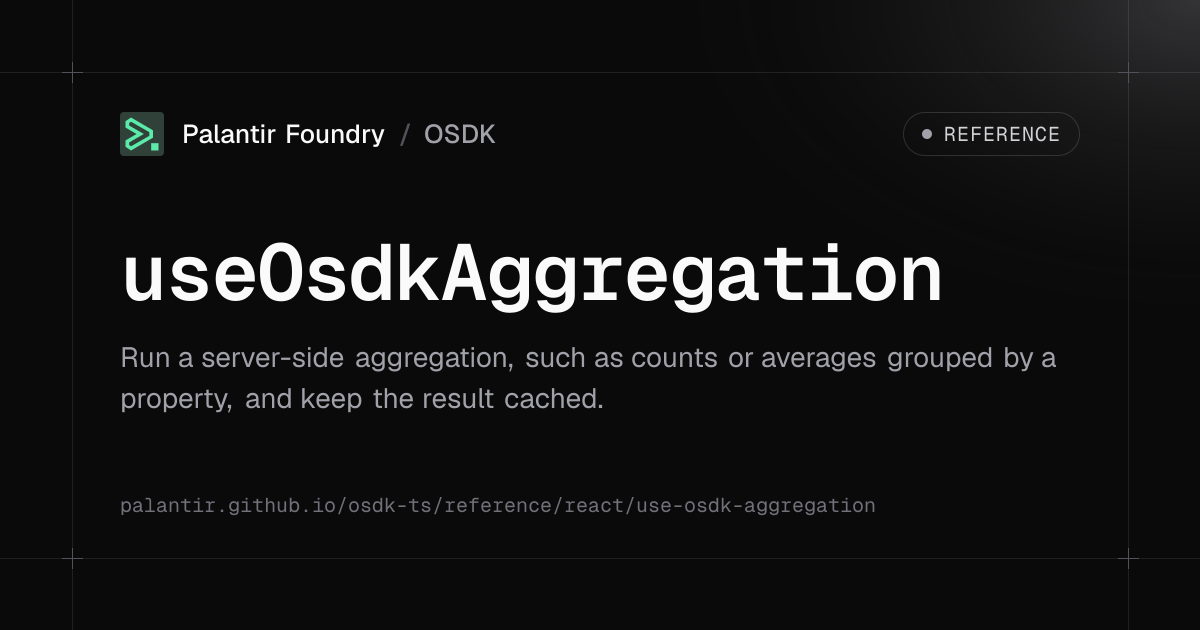 Palantir Foundry / OSDK
REFERENCE
useOsdkAggregation
Run a server-side aggregation, such as counts or averages grouped by a
property, and keep the result cached.
palantir.github.io/osdk-ts/reference/react/use-osdk-aggregation